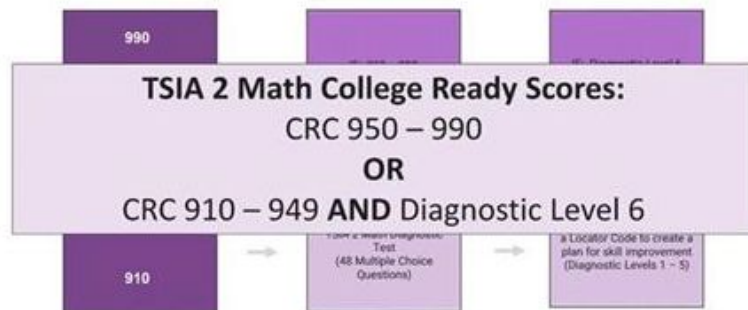 990
TSIA 2 Math College Ready Scores:
CRC 950 – 990
OR
CRC 910 – 949 AND Diagnostic Level 6
910
TSIA 2 Math Diagnostic
Test
(48 Multiple Choice
Questions)
a Locator Code to create a
plan for skill improvement
(Diagnostic Levels 1 – 5)